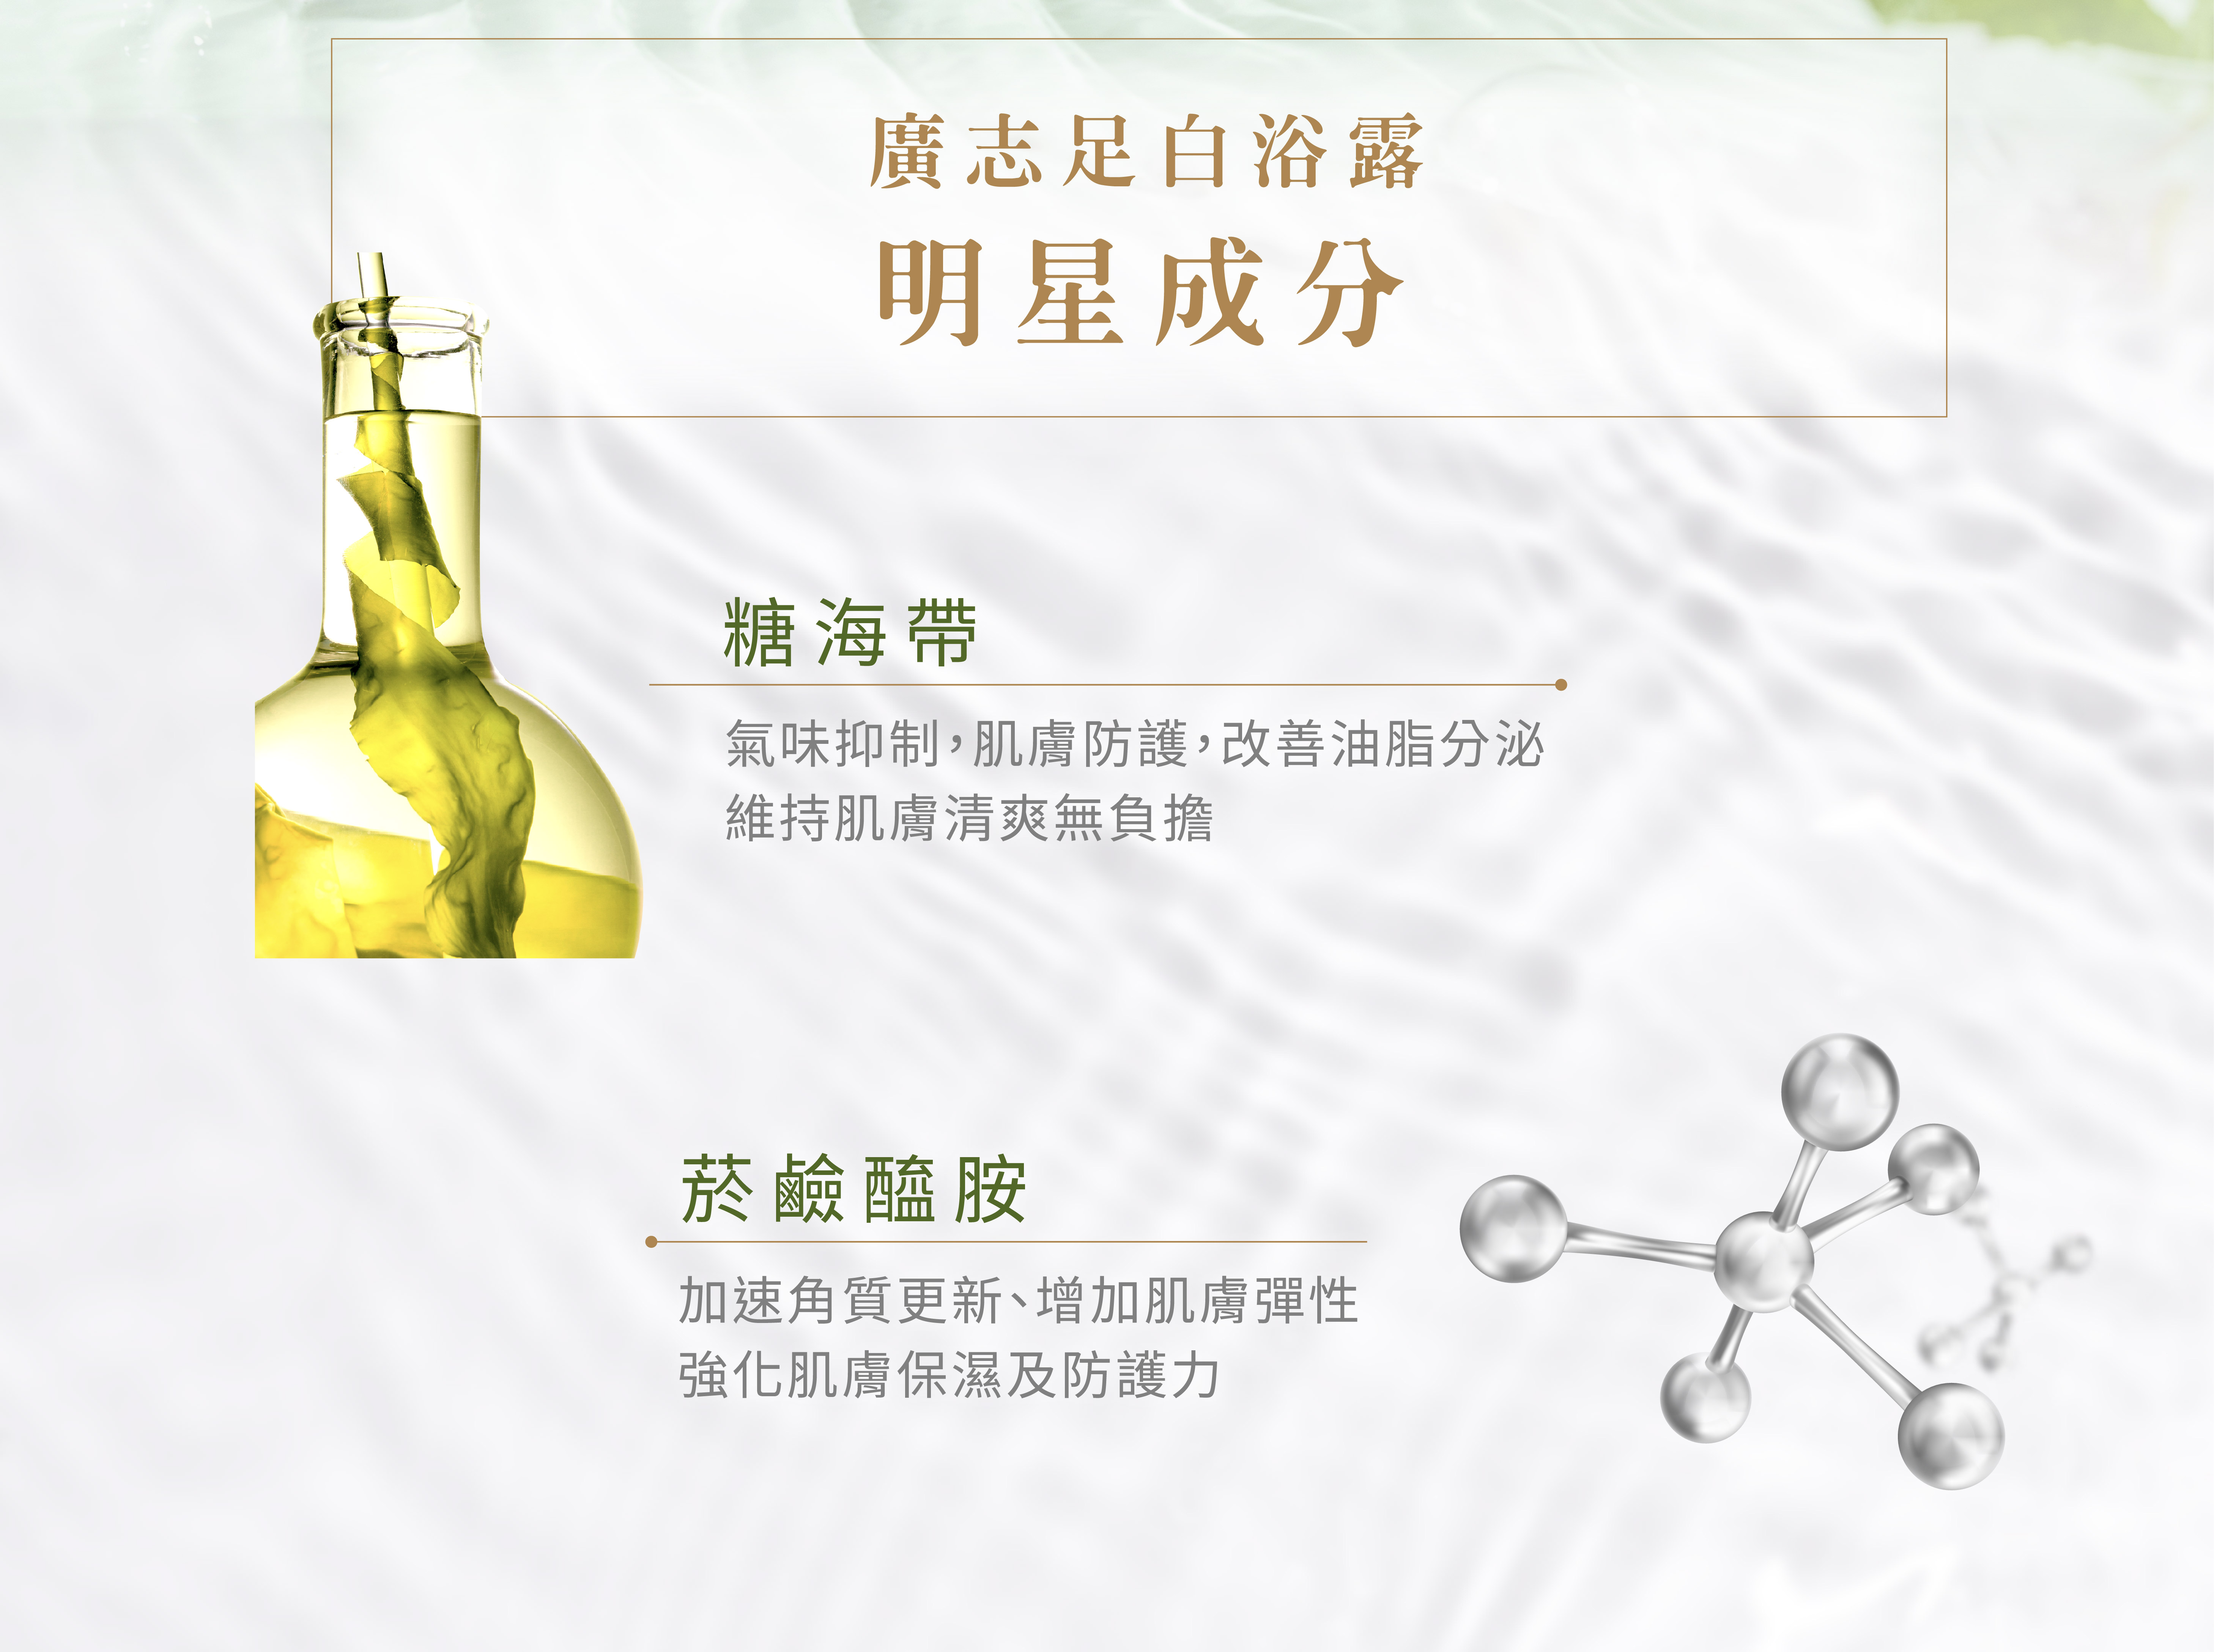 廣志足白浴露
明星成分
糖海帶
氣味抑制，肌膚防護，改善油脂分泌
維持肌膚清爽無負擔
菸鹼醯胺
加速角質更新、增加肌膚彈性
強化肌膚保濕及防護力